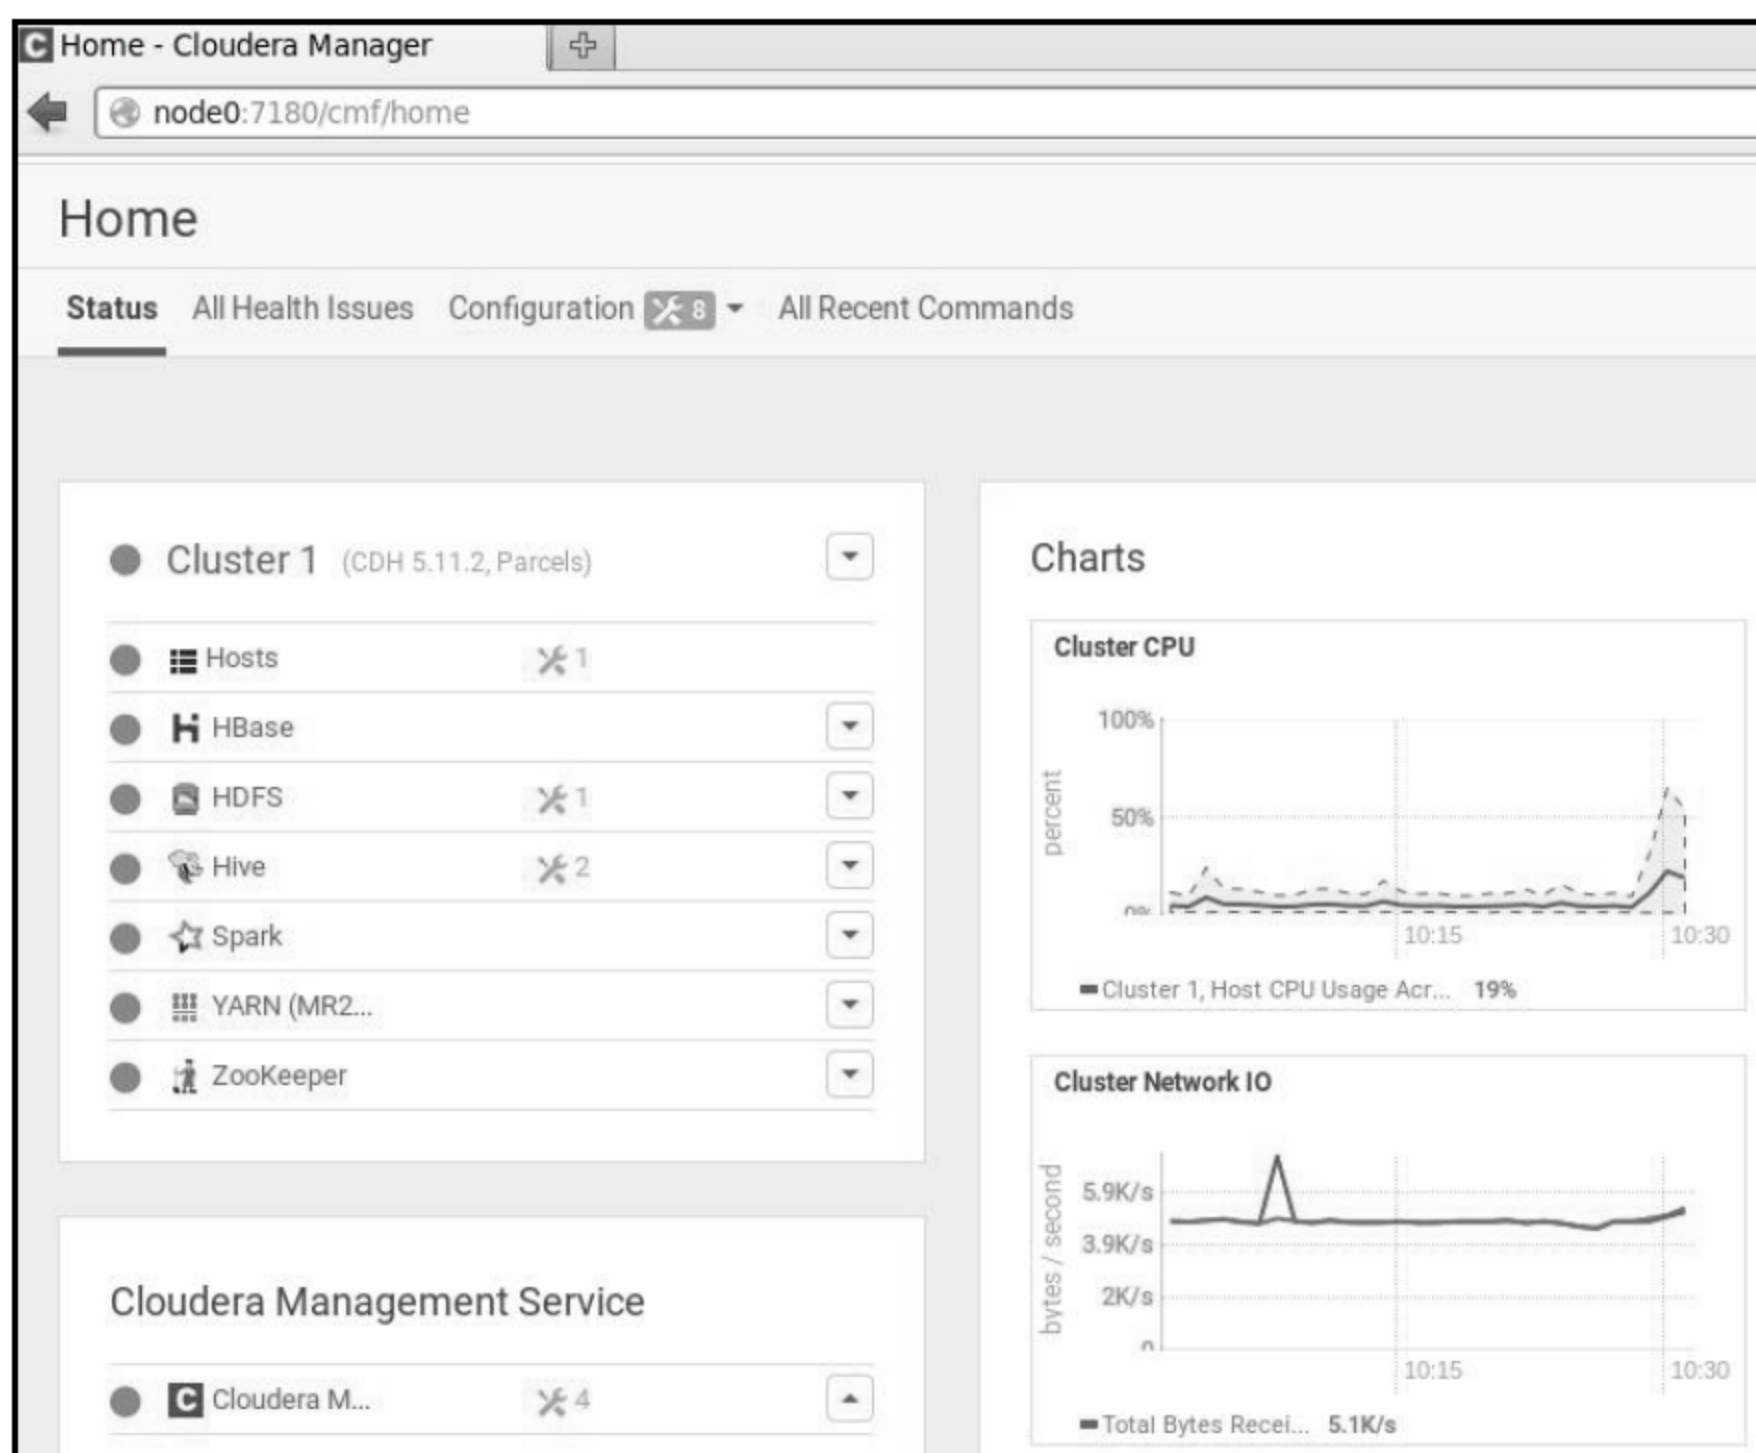 C Home - Cloudera Manager
node0:7180/cmf/home
Home
Status All Health Issues Configuration 8 All Recent Commands
Cluster 1 (CDH 5.11.2, Parcels)
Hosts 1
HBase
HDFS 1
Hive 2
Spark
YARN (MR2...
ZooKeeper
Cloudera Management Service
C Cloudera M... 4
Charts
Cluster CPU
percent
100%
50%
0%
10:15 10:30
Cluster 1, Host CPU Usage Acr... 19%
Cluster Network IO
bytes / second
5.9K/s
3.9K/s
2K/s
0
10:15 10:30
Total Bytes Recei... 5.1K/s